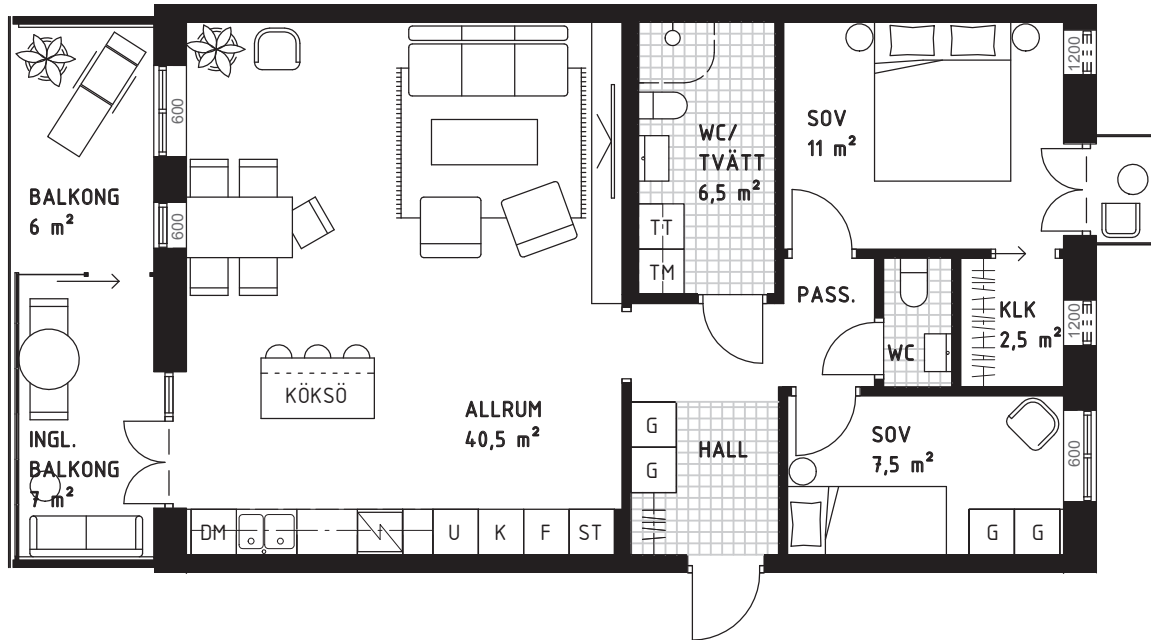 BALKONG
6 m²
600
600
INGL.
BALKONG
7 m²
KÖKSÖ
ALLRUM
40,5 m²
DM
U
K
F
ST
WC/
TVÄTT
6,5 m²
TT
TM
SOV
11 m²
1200
PASS.
WC
KLK
2,5 m²
1200
G
G
HALL
SOV
7,5 m²
600
G
G